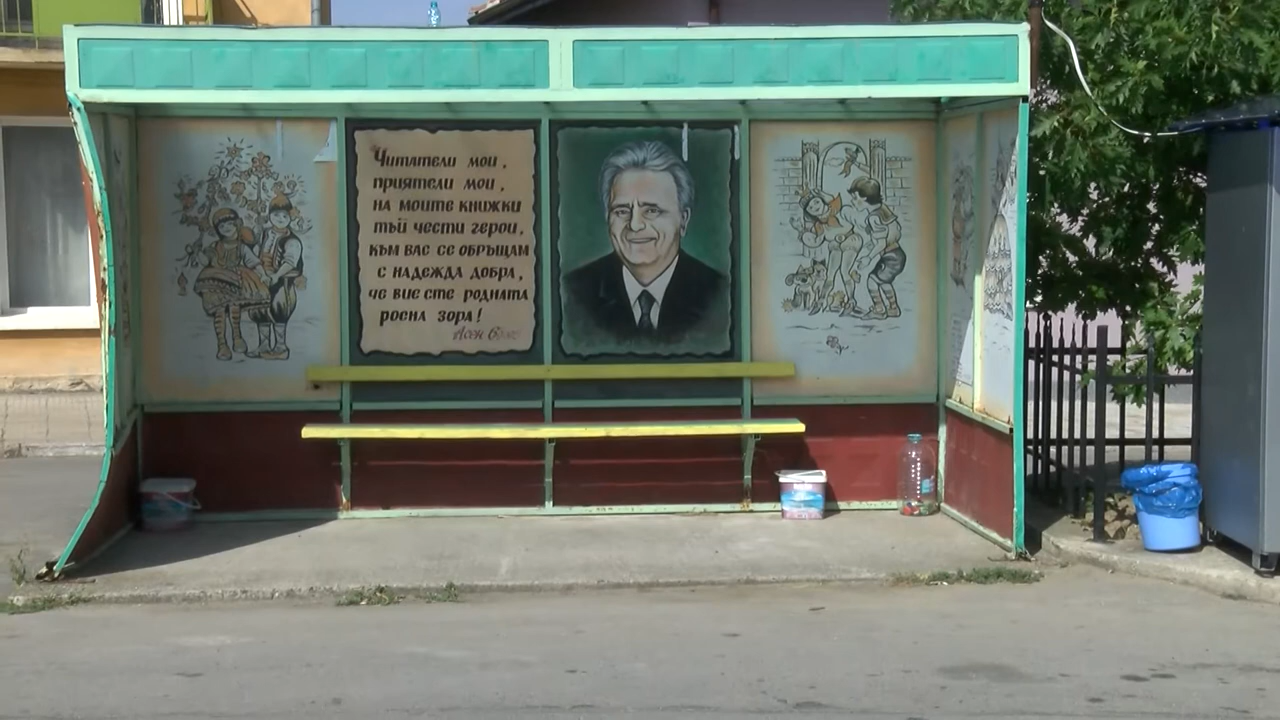 Читатели мои,
приятели мои,
на моите книжки
тъй чести герои,
към вас се обръщам
с надежда добра,
че вие сте родната
росна зора!
Асен